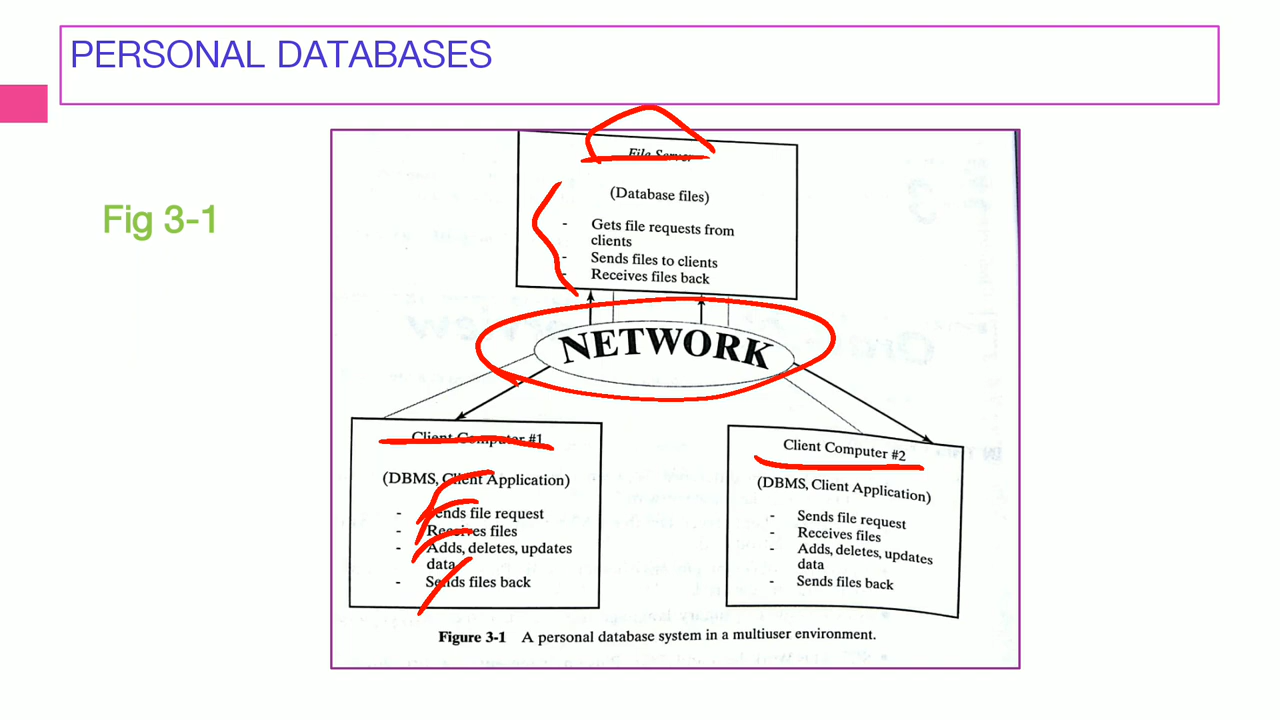 PERSONAL DATABASES
Fig 3-1
File Server
(Database files)
- Gets file requests from
clients
- Sends files to clients
- Receives files back
NETWORK
Client Computer #1
(DBMS, Client Application)
- Sends file request
- Receives files
- Adds, deletes, updates
data
- Sends files back
Client Computer #2
(DBMS, Client Application)
- Sends file request
- Receives files
- Adds, deletes, updates
data
- Sends files back
Figure 3-1 A personal database system in a multiuser environment.